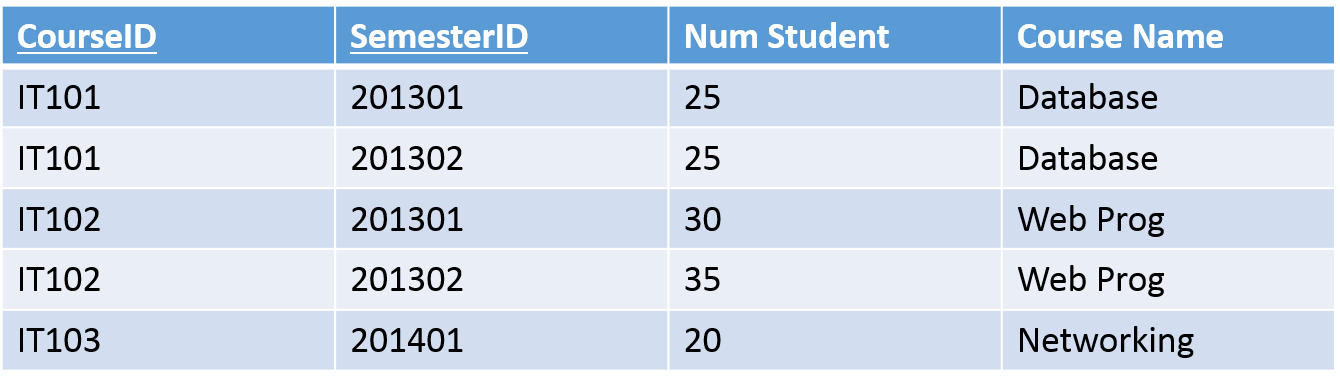 CourseID SemesterID Num Student Course Name
IT101 201301 25 Database
IT101 201302 25 Database
IT102 201301 30 Web Prog
IT102 201302 35 Web Prog
IT103 201401 20 Networking